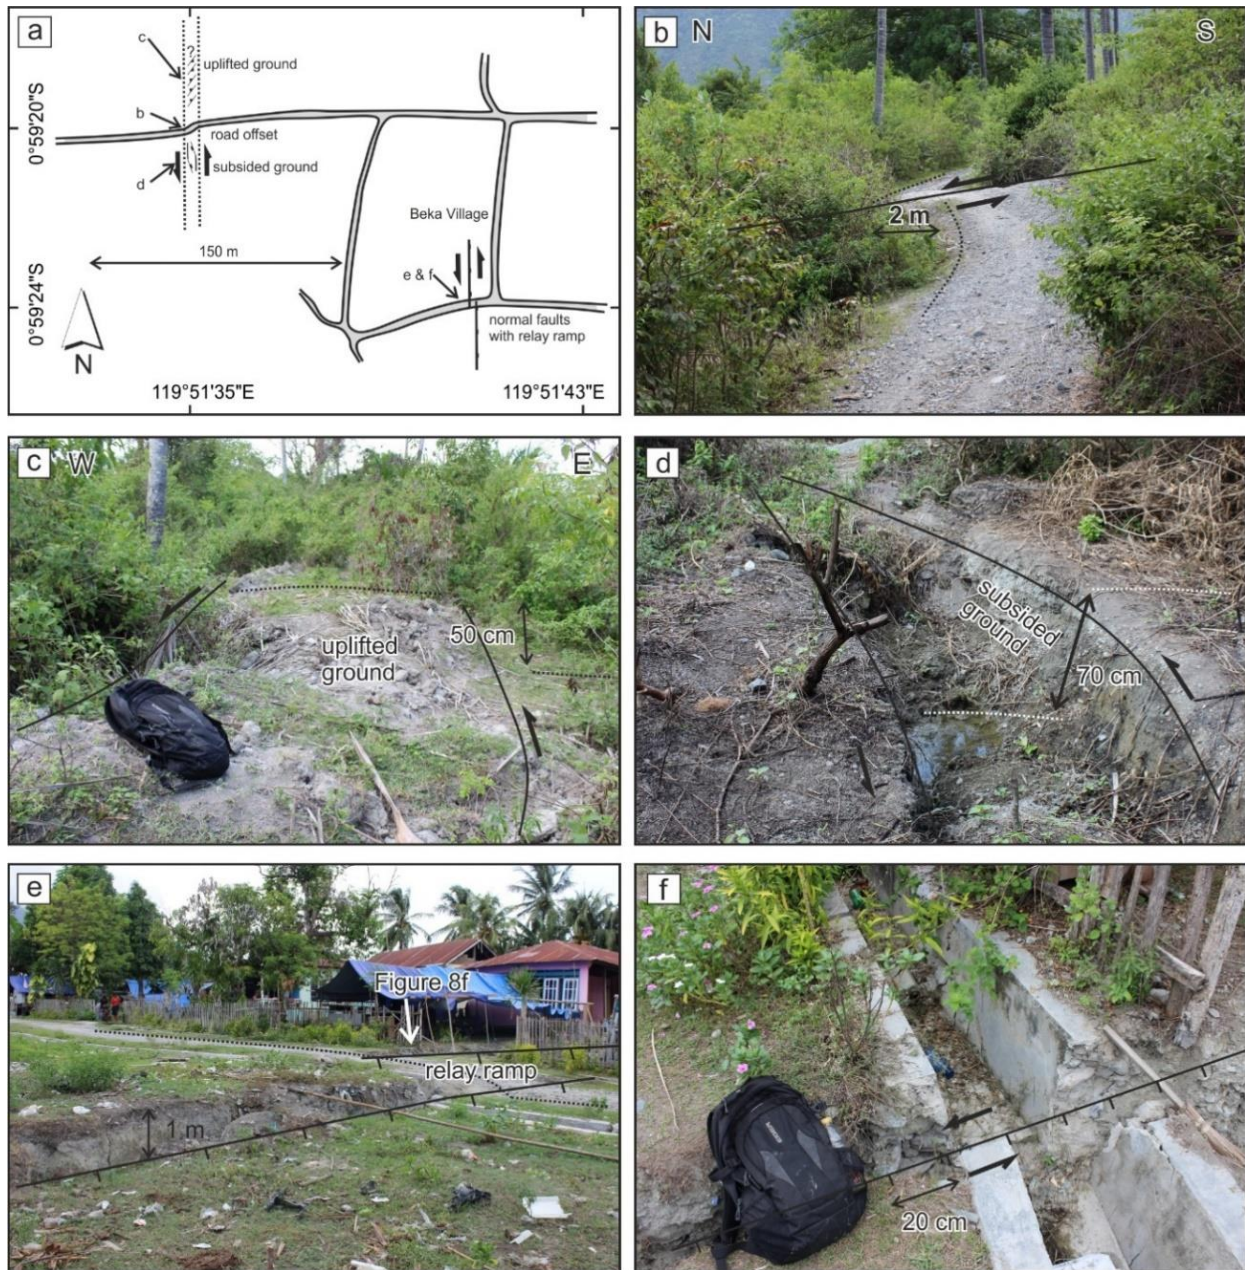 a
c
?
uplifted ground
b
road offset
d
subsided ground
0°59'20"S
Beka Village
150 m
e & f
0°59'24"S
normal faults
with relay ramp
N
119°51'35"E
119°51'43"E
b
N
S
2 m
c
W
E
50 cm
uplifted
ground
d
subsided
ground
70 cm
e
Figure 8f
relay ramp
1 m
f
20 cm